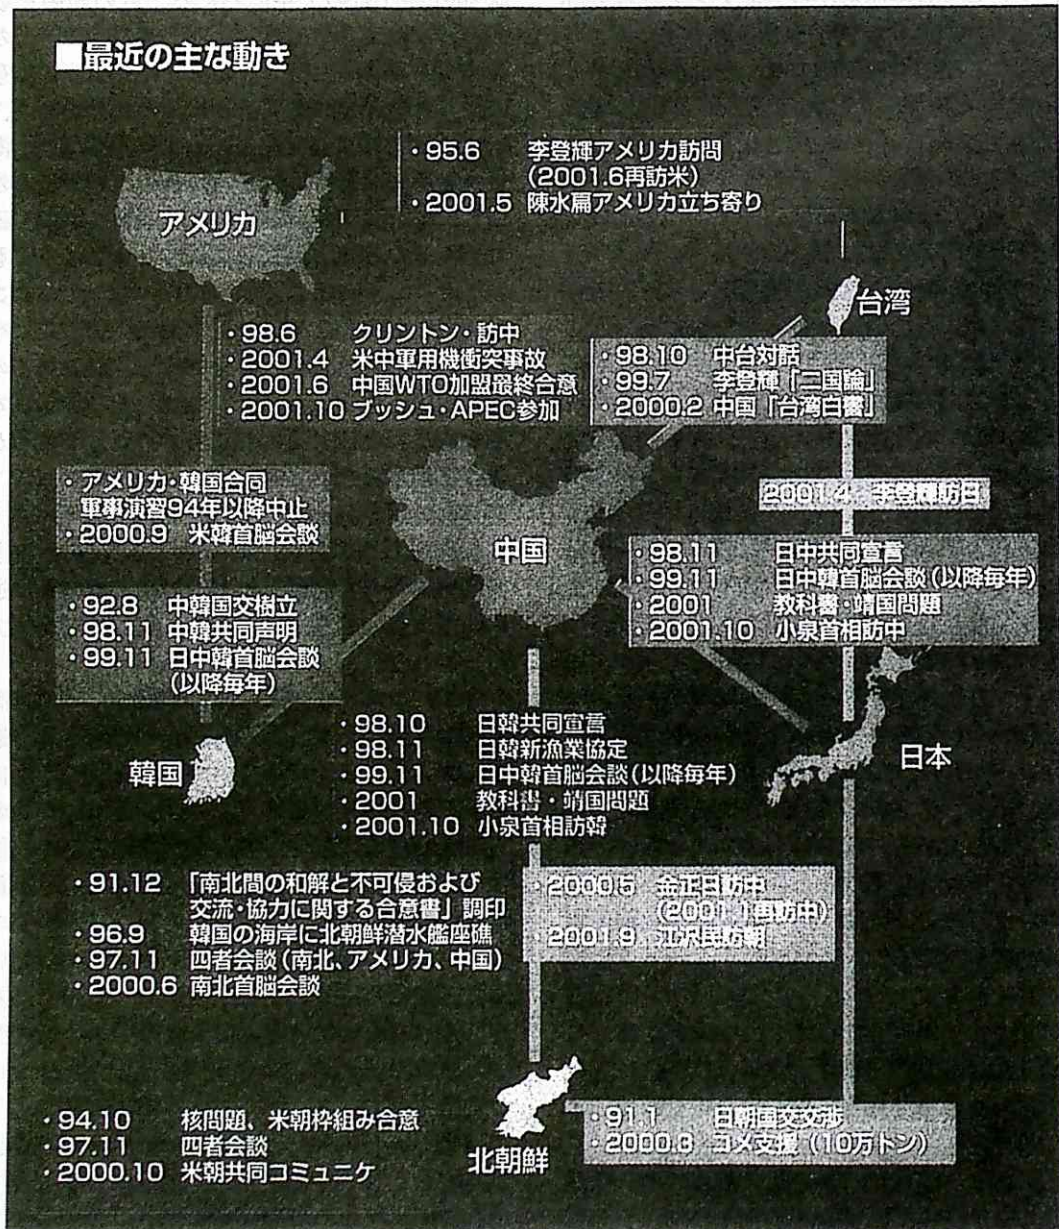 ■最近の主な動き
・95.6 李登輝アメリカ訪問
(2001.6再訪米)
・2001.5 陳水扁アメリカ立ち寄り
アメリカ
台湾
・98.6 クリントン・訪中
・2001.4 米中軍用機衝突事故
・2001.6 中国WTO加盟最終合意
・2001.10 ブッシュ・APEC参加
・98.10 中台対話
・99.7 李登輝「二国論」
・2000.2 中国「台湾白書」
・アメリカ・韓国合同
軍事演習94年以降中止
・2000.9 米韓首脳会談
中国
2001.4 李登輝訪日
・98.11 日中共同宣言
・99.11 日中韓首脳会談(以降毎年)
・2001 教科書・靖国問題
・2001.10 小泉首相訪中
・92.8 中韓国交樹立
・98.11 中韓共同声明
・99.11 日中韓首脳会談
(以降毎年)
韓国
・98.10 日韓共同宣言
・98.11 日韓新漁業協定
・99.11 日中韓首脳会談(以降毎年)
・2001 教科書・靖国問題
・2001.10 小泉首相訪韓
日本
・91.12 「南北間の和解と不可侵および
交流・協力に関する合意書」調印
・96.9 韓国の海岸に北朝鮮潜水艦座礁
・97.11 四者会談(南北、アメリカ、中国)
・2000.6 南北首脳会談
・2000.5 金正日訪中
(2001.1再訪中)
・2001.9 江沢民訪朝
・94.10 核問題、米朝枠組み合意
・97.11 四者会談
・2000.10 米朝共同コミュニケ
北朝鮮
・91.1 日朝国交交渉
・2000.3 コメ支援(10万トン)